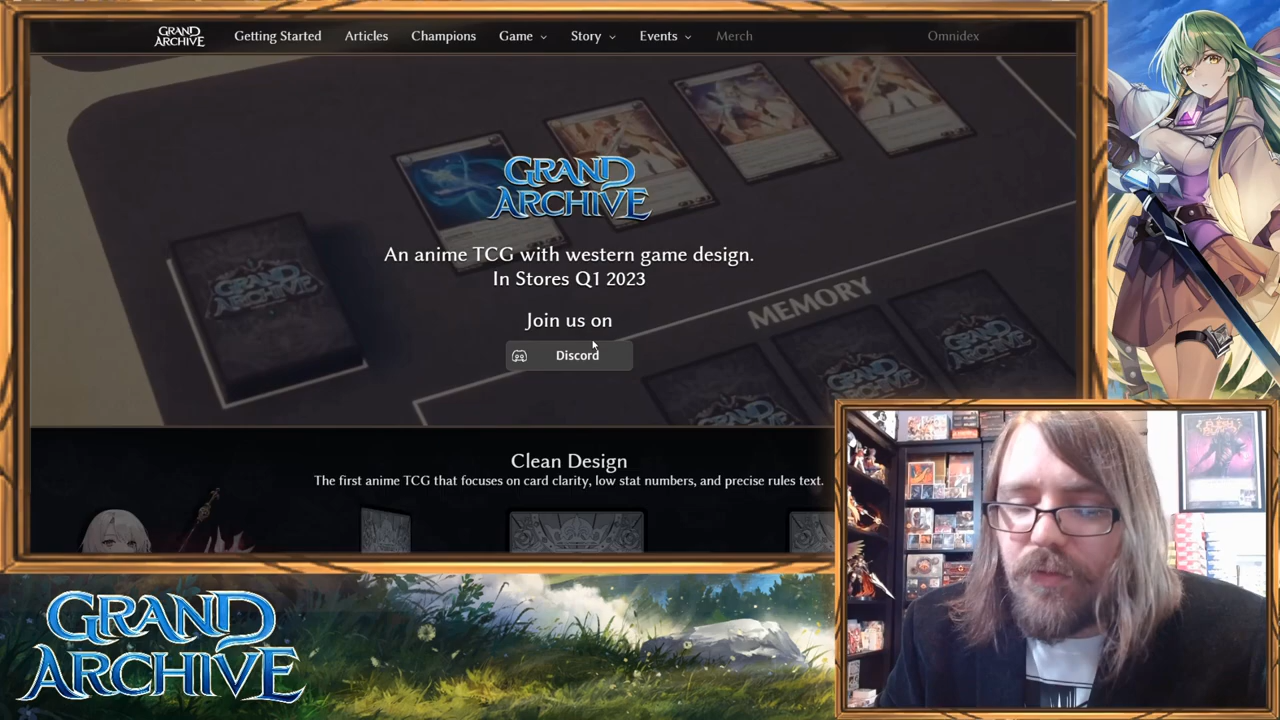 GRAND
ARCHIVE
Getting Started
Articles
Champions
Game
Story
Events
Merch
Omnidex
GRAND
ARCHIVE
An anime TCG with western game design.
In Stores Q1 2023
Join us on
Discord
MEMORY
GRAND
ARCHIVE
Clean Design
The first anime TCG that focuses on card clarity, low stat numbers, and precise rules text.
GRAND
ARCHIVE